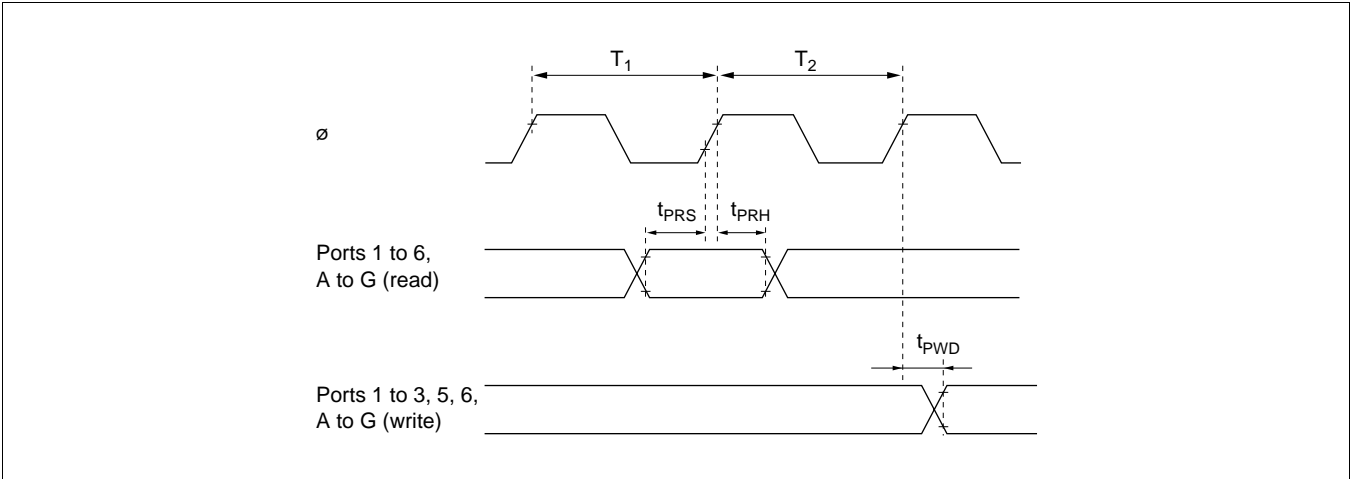 T₁ T₂
ø
tPRS tPRH
Ports 1 to 6,
A to G (read)
tPWD
Ports 1 to 3, 5, 6,
A to G (write)